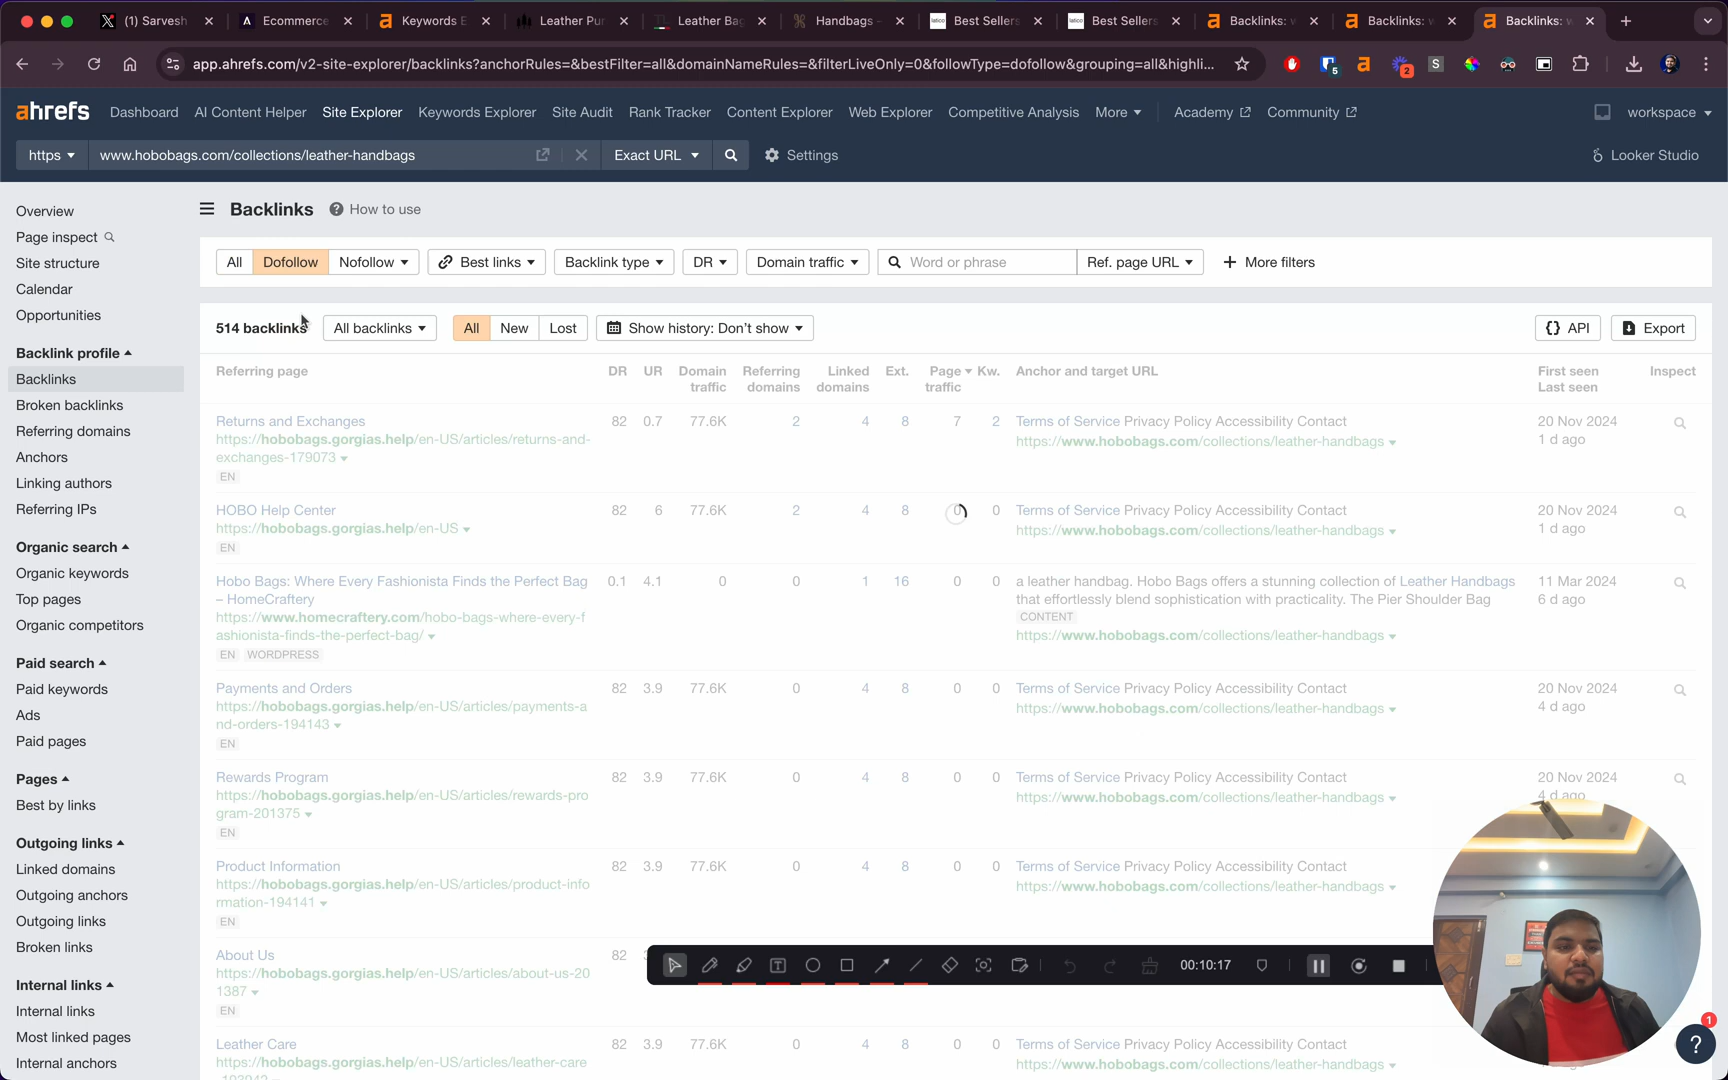 (1) Sarvesh
Ecommerce
Keywords E
Leather Pur
Leather Bag
Handbags -
Best Sellers
Best Sellers
Backlinks: w
Backlinks: w
Backlinks: w
app.ahrefs.com/v2-site-explorer/backlinks?anchorRules=&bestFilter=all&domainNameRules=&filterLiveOnly=0&followType=dofollow&grouping=all&highli...
5
2
S
ahrefs
Dashboard
AI Content Helper
Site Explorer
Keywords Explorer
Site Audit
Rank Tracker
Content Explorer
Web Explorer
Competitive Analysis
More
Academy
Community
workspace
https
www.hobobags.com/collections/leather-handbags
Exact URL
Settings
Looker Studio
Overview
Page inspect
Site structure
Calendar
Opportunities
Backlink profile
Backlinks
Broken backlinks
Referring domains
Anchors
Linking authors
Referring IPs
Organic search
Organic keywords
Top pages
Organic competitors
Paid search
Paid keywords
Ads
Paid pages
Pages
Best by links
Outgoing links
Linked domains
Outgoing anchors
Outgoing links
Broken links
Internal links
Internal links
Most linked pages
Internal anchors
Backlinks
? How to use
All
Dofollow
Nofollow
Best links
Backlink type
DR
Domain traffic
Word or phrase
Ref. page URL
+ More filters
514 backlinks
All backlinks
All
New
Lost
Show history: Don't show
{} API
Export
Referring page
DR
UR
Domain traffic
Referring domains
Linked domains
Ext.
Page traffic
Kw.
Anchor and target URL
First seen
Last seen
Inspect
Returns and Exchanges
https://hobobags.gorgias.help/en-US/articles/returns-and-
exchanges-179073
EN
82 0.7 77.6K 2 4 8 7 2
Terms of Service Privacy Policy Accessibility Contact
https://www.hobobags.com/collections/leather-handbags
20 Nov 2024
1 d ago
HOBO Help Center
https://hobobags.gorgias.help/en-US
EN
82 6 77.6K 2 4 8 0 0
Terms of Service Privacy Policy Accessibility Contact
https://www.hobobags.com/collections/leather-handbags
20 Nov 2024
1 d ago
Hobo Bags: Where Every Fashionista Finds the Perfect Bag
– HomeCraftery
https://www.homecraftery.com/hobo-bags-where-every-f
ashionista-finds-the-perfect-bag/
EN WORDPRESS
0.1 4.1 0 0 1 16 0 0
a leather handbag. Hobo Bags offers a stunning collection of Leather Handbags
that effortlessly blend sophistication with practicality. The Pier Shoulder Bag
CONTENT
https://www.hobobags.com/collections/leather-handbags
11 Mar 2024
6 d ago
Payments and Orders
https://hobobags.gorgias.help/en-US/articles/payments-a
nd-orders-194143
EN
82 3.9 77.6K 0 4 8 0 0
Terms of Service Privacy Policy Accessibility Contact
https://www.hobobags.com/collections/leather-handbags
20 Nov 2024
4 d ago
Rewards Program
https://hobobags.gorgias.help/en-US/articles/rewards-pro
gram-201375
EN
82 3.9 77.6K 0 4 8 0 0
Terms of Service Privacy Policy Accessibility Contact
https://www.hobobags.com/collections/leather-handbags
20 Nov 2024
4 d ago
Product Information
https://hobobags.gorgias.help/en-US/articles/product-info
rmation-194141
EN
82 3.9 77.6K 0 4 8 0 0
Terms of Service Privacy Policy Accessibility Contact
https://www.hobobags.com/collections/leather-handbags
About Us
https://hobobags.gorgias.help/en-US/articles/about-us-20
1387
EN
82
00:10:17
Leather Care
https://hobobags.gorgias.help/en-US/articles/leather-care
82 3.9 77.6K 0 4 8 0 0
Terms of Service Privacy Policy Accessibility Contact
https://www.hobobags.com/collections/leather-handbags
1
?